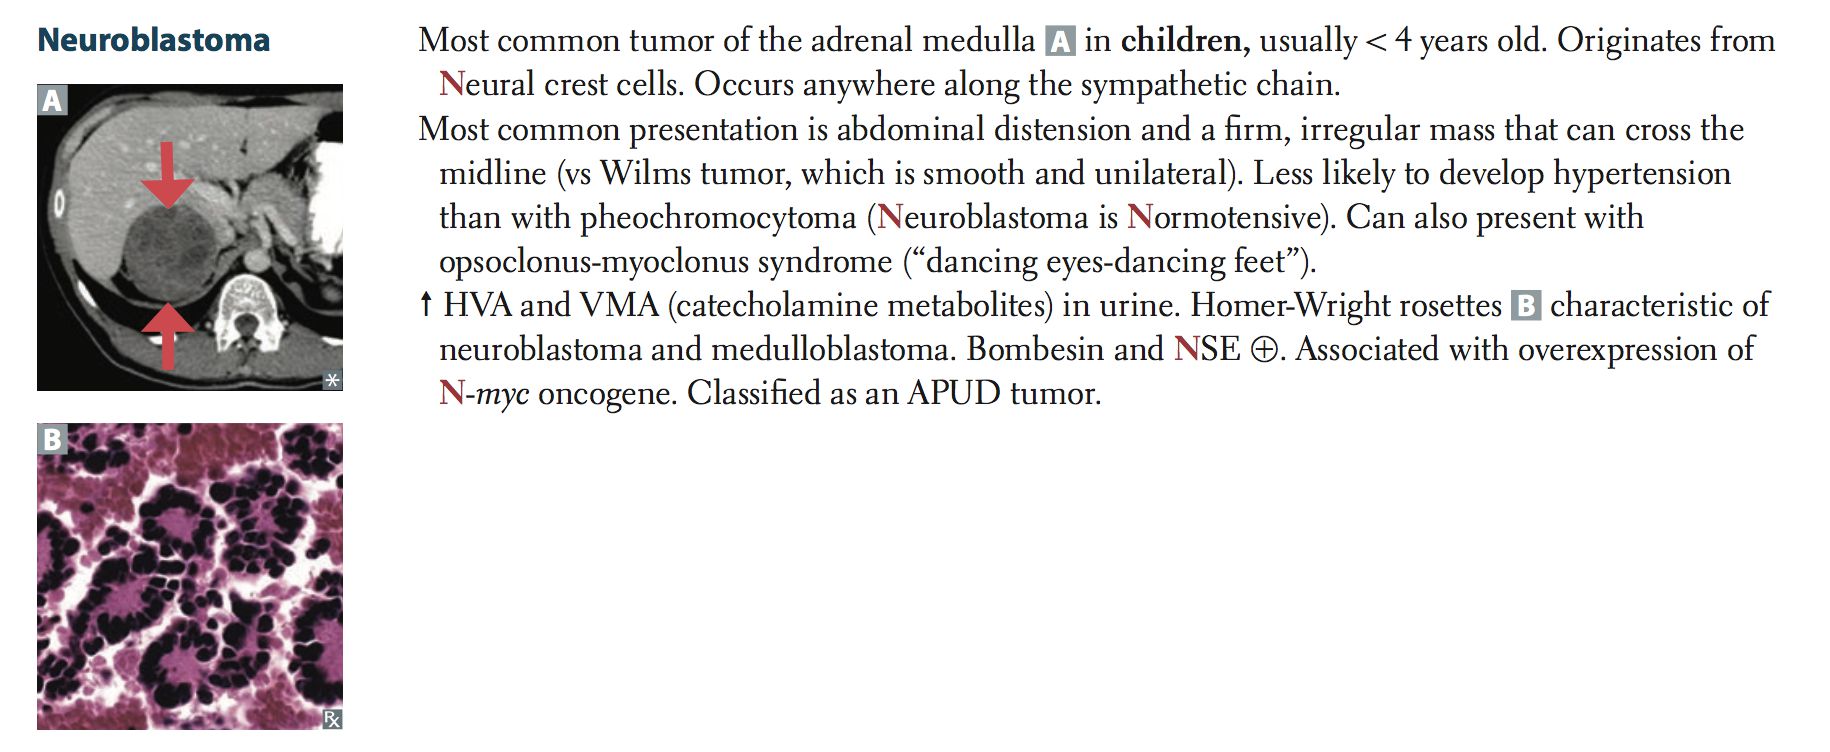 Neuroblastoma
A
*
B
Rx
Most common tumor of the adrenal medulla A in children, usually < 4 years old. Originates from
Neural crest cells. Occurs anywhere along the sympathetic chain.
Most common presentation is abdominal distension and a firm, irregular mass that can cross the
midline (vs Wilms tumor, which is smooth and unilateral). Less likely to develop hypertension
than with pheochromocytoma (Neuroblastoma is Normotensive). Can also present with
opsoclonus-myoclonus syndrome (“dancing eyes-dancing feet”).
↑ HVA and VMA (catecholamine metabolites) in urine. Homer-Wright rosettes B characteristic of
neuroblastoma and medulloblastoma. Bombesin and NSE ⊕. Associated with overexpression of
N-myc oncogene. Classified as an APUD tumor.